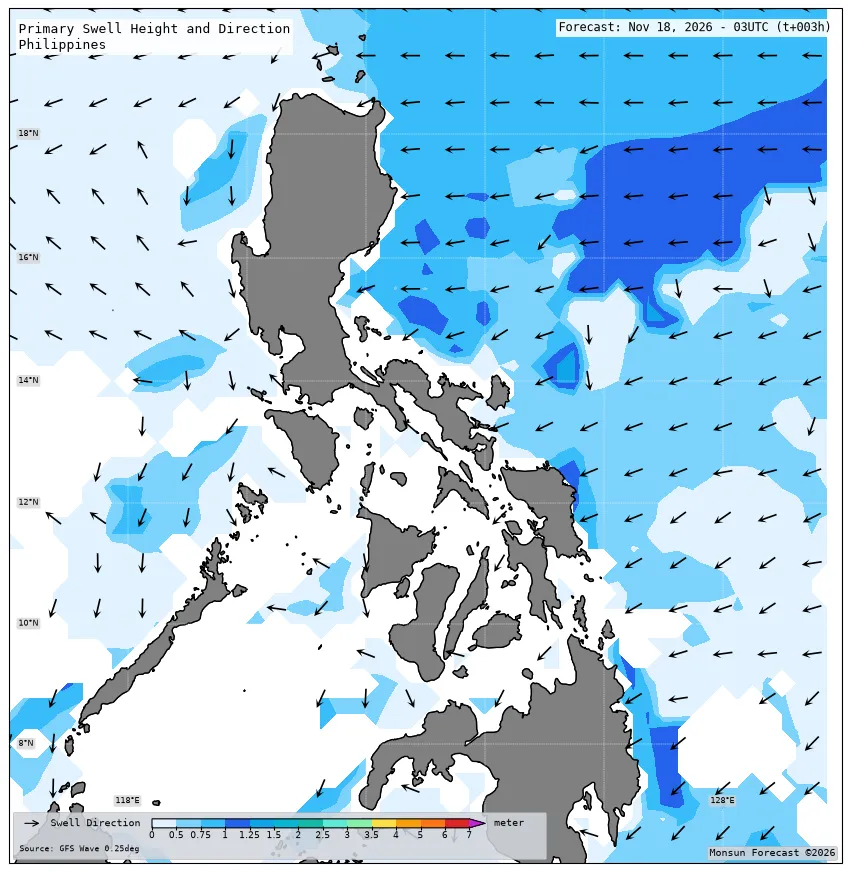 Primary Swell Height and Direction
Philippines
Forecast: Nov 18, 2026 - 03UTC (t+003h)
18°N
16°N
14°N
12°N
10°N
8°N
118°E
128°E
Swell Direction
0 0.5 0.75 1 1.25 1.5 2 2.5 3 3.5 4 5 6 7
meter
Source: GFS Wave 0.25deg
Monsun Forecast ©2026